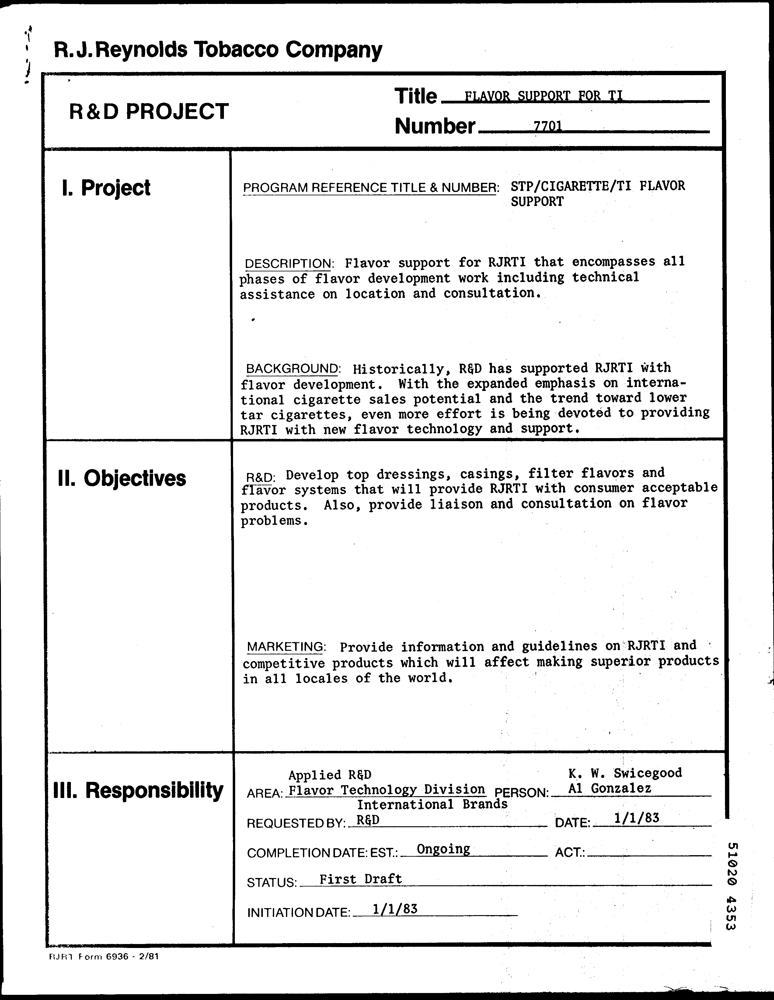 R.J.Reynolds Tobacco Company
R&D PROJECT
Title FLAVOR SUPPORT FOR TI
Number 7701
I. Project
PROGRAM REFERENCE TITLE & NUMBER: STP/CIGARETTE/TI FLAVOR
SUPPORT
DESCRIPTION: Flavor support for RJRTI that encompasses all
phases of flavor development work including technical
assistance on location and consultation.
BACKGROUND: Historically, R&D has supported RJRTI with
flavor development. With the expanded emphasis on interna-
tional cigarette sales potential and the trend toward lower
tar cigarettes, even more effort is being devoted to providing
RJRTI with new flavor technology and support.
II. Objectives
R&D: Develop top dressings, casings, filter flavors and
flavor systems that will provide RJRTI with consumer acceptable
products. Also, provide liaison and consultation on flavor
problems.
MARKETING: Provide information and guidelines on RJRTI and
competitive products which will affect making superior products
in all locales of the world.
III. Responsibility
Applied R&D K. W. Swicegood
AREA: Flavor Technology Division PERSON: Al Gonzalez
International Brands
REQUESTED BY: R&D DATE: 1/1/83
COMPLETION DATE: EST.: Ongoing ACT.:
STATUS: First Draft
INITIATION DATE: 1/1/83
51020 4353
RJRT Form 6936 - 2/81